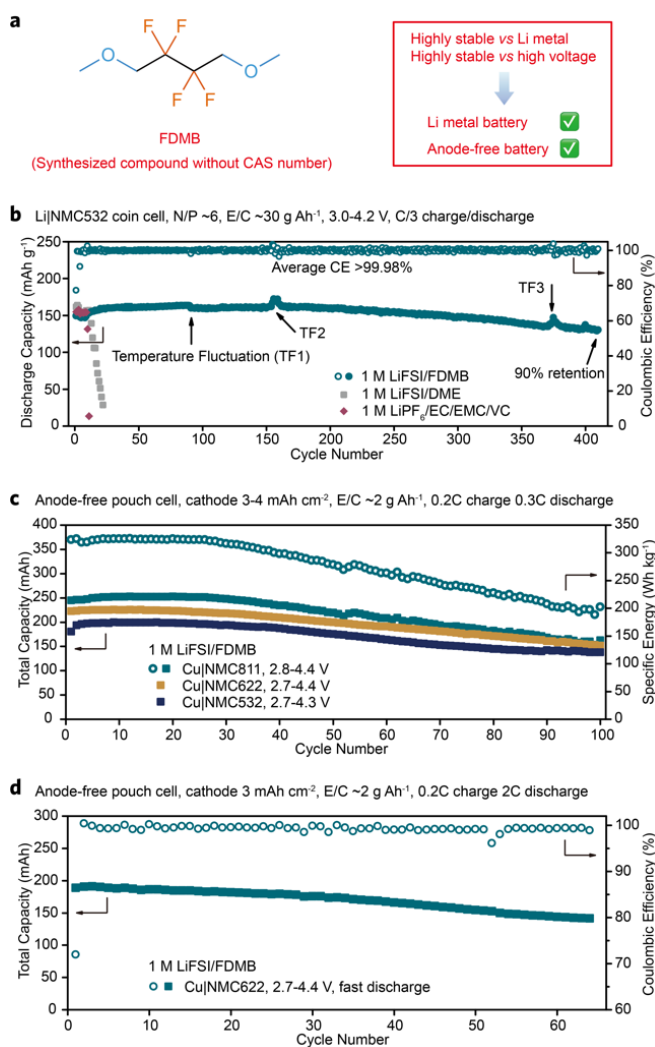 a
F F
O
O
F F
FDMB
(Synthesized compound without CAS number)
Highly stable vs Li metal
Highly stable vs high voltage
Li metal battery ✅
Anode-free battery ✅
b Li|NMC532 coin cell, N/P ~6, E/C ~30 g Ah⁻¹, 3.0-4.2 V, C/3 charge/discharge
Discharge Capacity (mAh g⁻¹)
250
200
150
100
50
0
Average CE >99.98%
TF3
TF2
Temperature Fluctuation (TF1)
90% retention
1 M LiFSI/FDMB
1 M LiFSI/DME
1 M LiPF₆/EC/EMC/VC
100
80
60
40
20
0
Coulombic Efficiency (%)
0 50 100 150 200 250 300 350 400
Cycle Number
c Anode-free pouch cell, cathode 3-4 mAh cm⁻², E/C ~2 g Ah⁻¹, 0.2C charge 0.3C discharge
Total Capacity (mAh)
400
350
300
250
200
150
100
50
0
1 M LiFSI/FDMB
Cu|NMC811, 2.8-4.4 V
Cu|NMC622, 2.7-4.4 V
Cu|NMC532, 2.7-4.3 V
350
300
250
200
150
100
50
0
Specific Energy (Wh kg⁻¹)
0 10 20 30 40 50 60 70 80 90 100
Cycle Number
d Anode-free pouch cell, cathode 3 mAh cm⁻², E/C ~2 g Ah⁻¹, 0.2C charge 2C discharge
Total Capacity (mAh)
300
250
200
150
100
50
0
1 M LiFSI/FDMB
Cu|NMC622, 2.7-4.4 V, fast discharge
100
95
90
85
80
75
70
65
60
Coulombic Efficiency (%)
0 10 20 30 40 50 60
Cycle Number